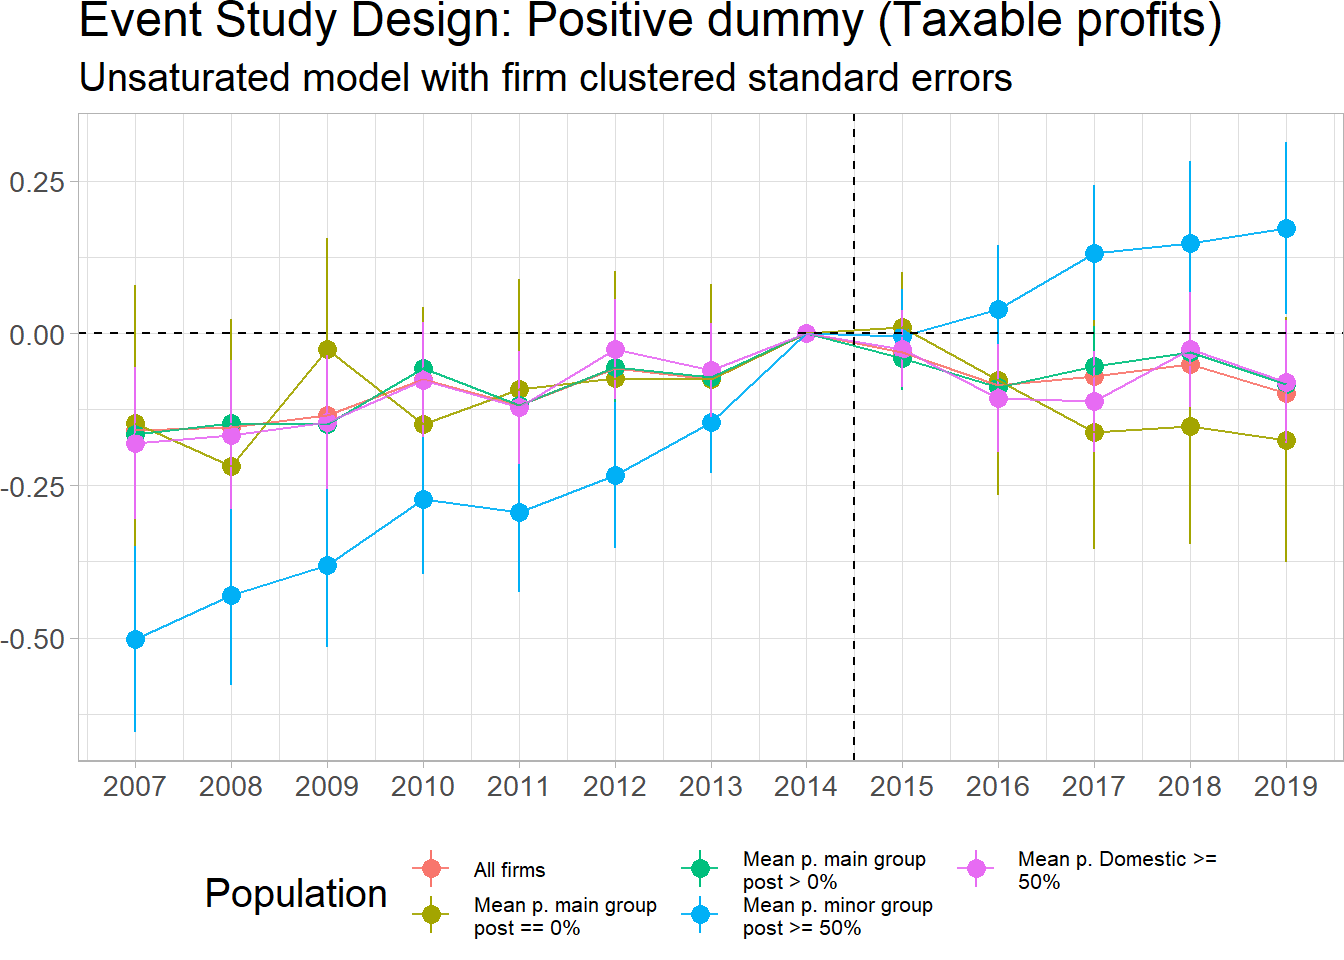 Event Study Design: Positive dummy (Taxable profits)
Unsaturated model with firm clustered standard errors
0.25
0.00
-0.25
-0.50
2007 2008 2009 2010 2011 2012 2013 2014 2015 2016 2017 2018 2019
Population
All firms
Mean p. main group
post == 0%
Mean p. main group
post > 0%
Mean p. minor group
post >= 50%
Mean p. Domestic >=
50%